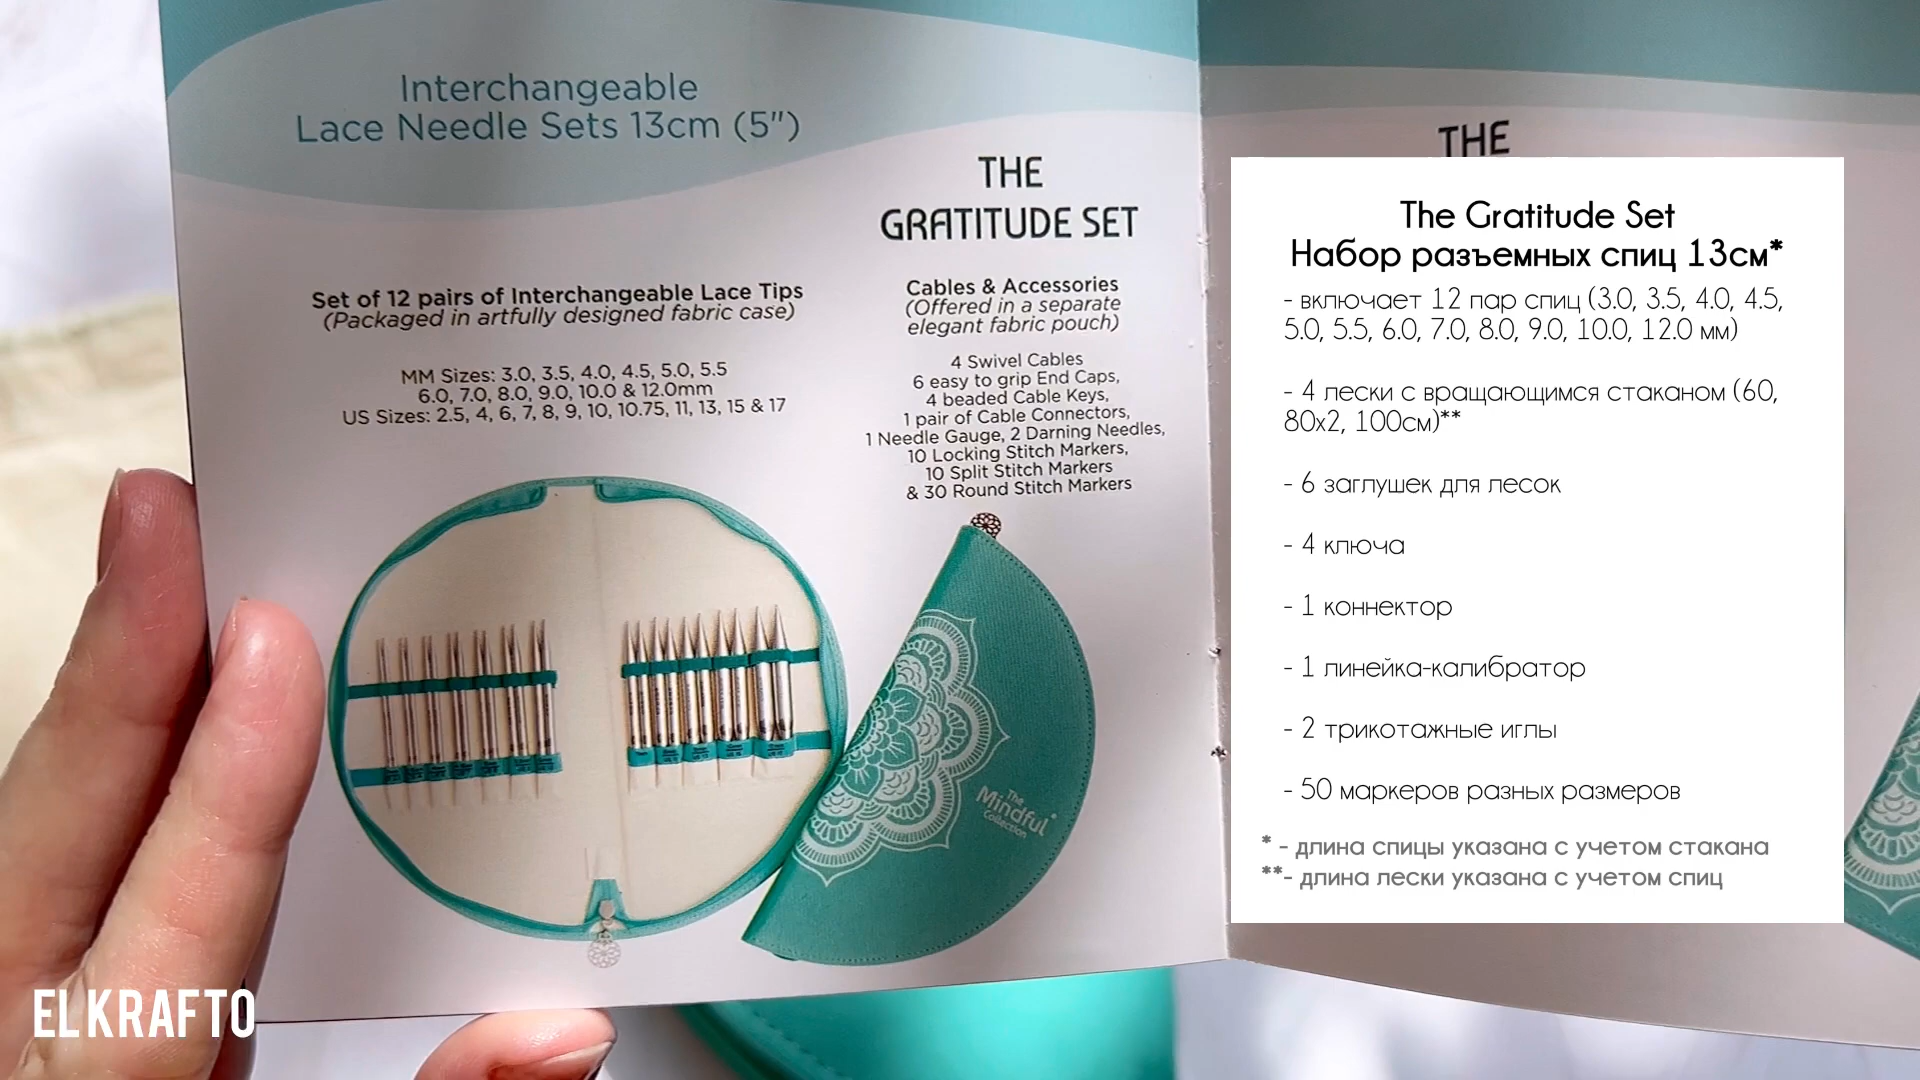 Interchangeable
Lace Needle Sets 13cm (5")
THE
GRATITUDE SET
Set of 12 pairs of Interchangeable Lace Tips
(Packaged in artfully designed fabric case)
MM Sizes: 3.0, 3.5, 4.0, 4.5, 5.0, 5.5
6.0, 7.0, 8.0, 9.0, 10.0 & 12.0mm
US Sizes: 2.5, 4, 6, 7, 8, 9, 10, 10.75, 11, 13, 15 & 17
Cables & Accessories
(Offered in a separate
elegant fabric pouch)
4 Swivel Cables
6 easy to grip End Caps,
4 beaded Cable Keys,
1 pair of Cable Connectors,
1 Needle Gauge, 2 Darning Needles,
10 Locking Stitch Markers,
10 Split Stitch Markers
& 30 Round Stitch Markers
The
Mindful
Collection
THE
The Gratitude Set
Набор разъемных спиц 13см*
- включает 12 пар спиц (3.0, 3.5, 4.0, 4.5,
5.0, 5.5, 6.0, 7.0, 8.0, 9.0, 10.0, 12.0 мм)
- 4 лески с вращающимся стаканом (60,
80x2, 100см)**
- 6 заглушек для лесок
- 4 ключа
- 1 коннектор
- 1 линейка-калибратор
- 2 трикотажные иглы
- 50 маркеров разных размеров
* - длина спицы указана с учетом стакана
**- длина лески указана с учетом спиц
ELKRAFTO